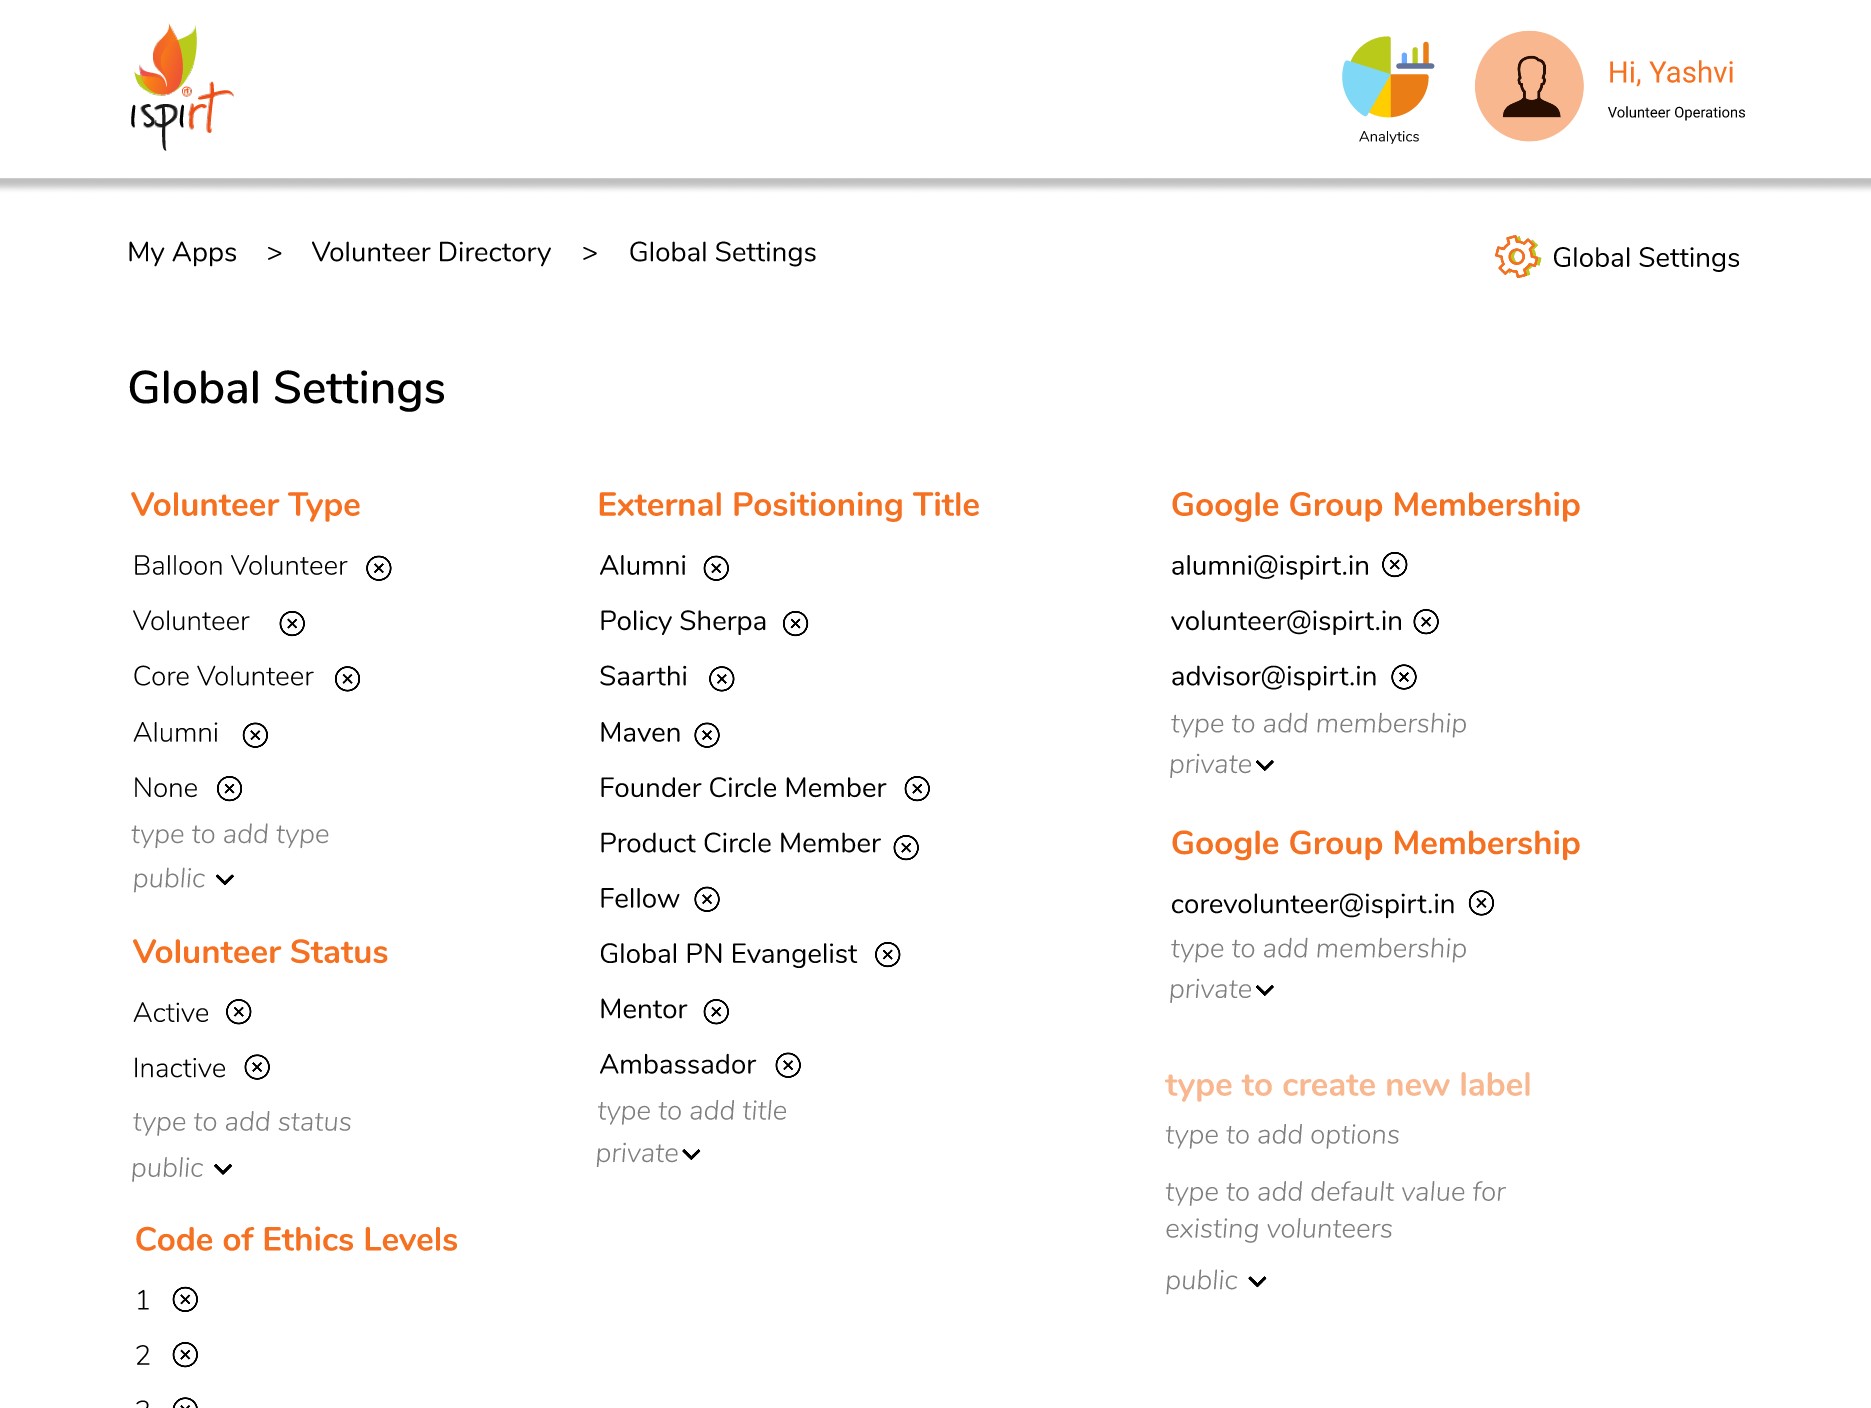 ispirt
®
Analytics
Hi, Yashvi
Volunteer Operations
My Apps > Volunteer Directory > Global Settings
Global Settings
Global Settings
Volunteer Type
Balloon Volunteer
Volunteer
Core Volunteer
Alumni
None
type to add type
public
Volunteer Status
Active
Inactive
type to add status
public
Code of Ethics Levels
1
2
External Positioning Title
Alumni
Policy Sherpa
Saarthi
Maven
Founder Circle Member
Product Circle Member
Fellow
Global PN Evangelist
Mentor
Ambassador
type to add title
private
Google Group Membership
alumni@ispirt.in
volunteer@ispirt.in
advisor@ispirt.in
type to add membership
private
Google Group Membership
corevolunteer@ispirt.in
type to add membership
private
type to create new label
type to add options
type to add default value for
existing volunteers
public